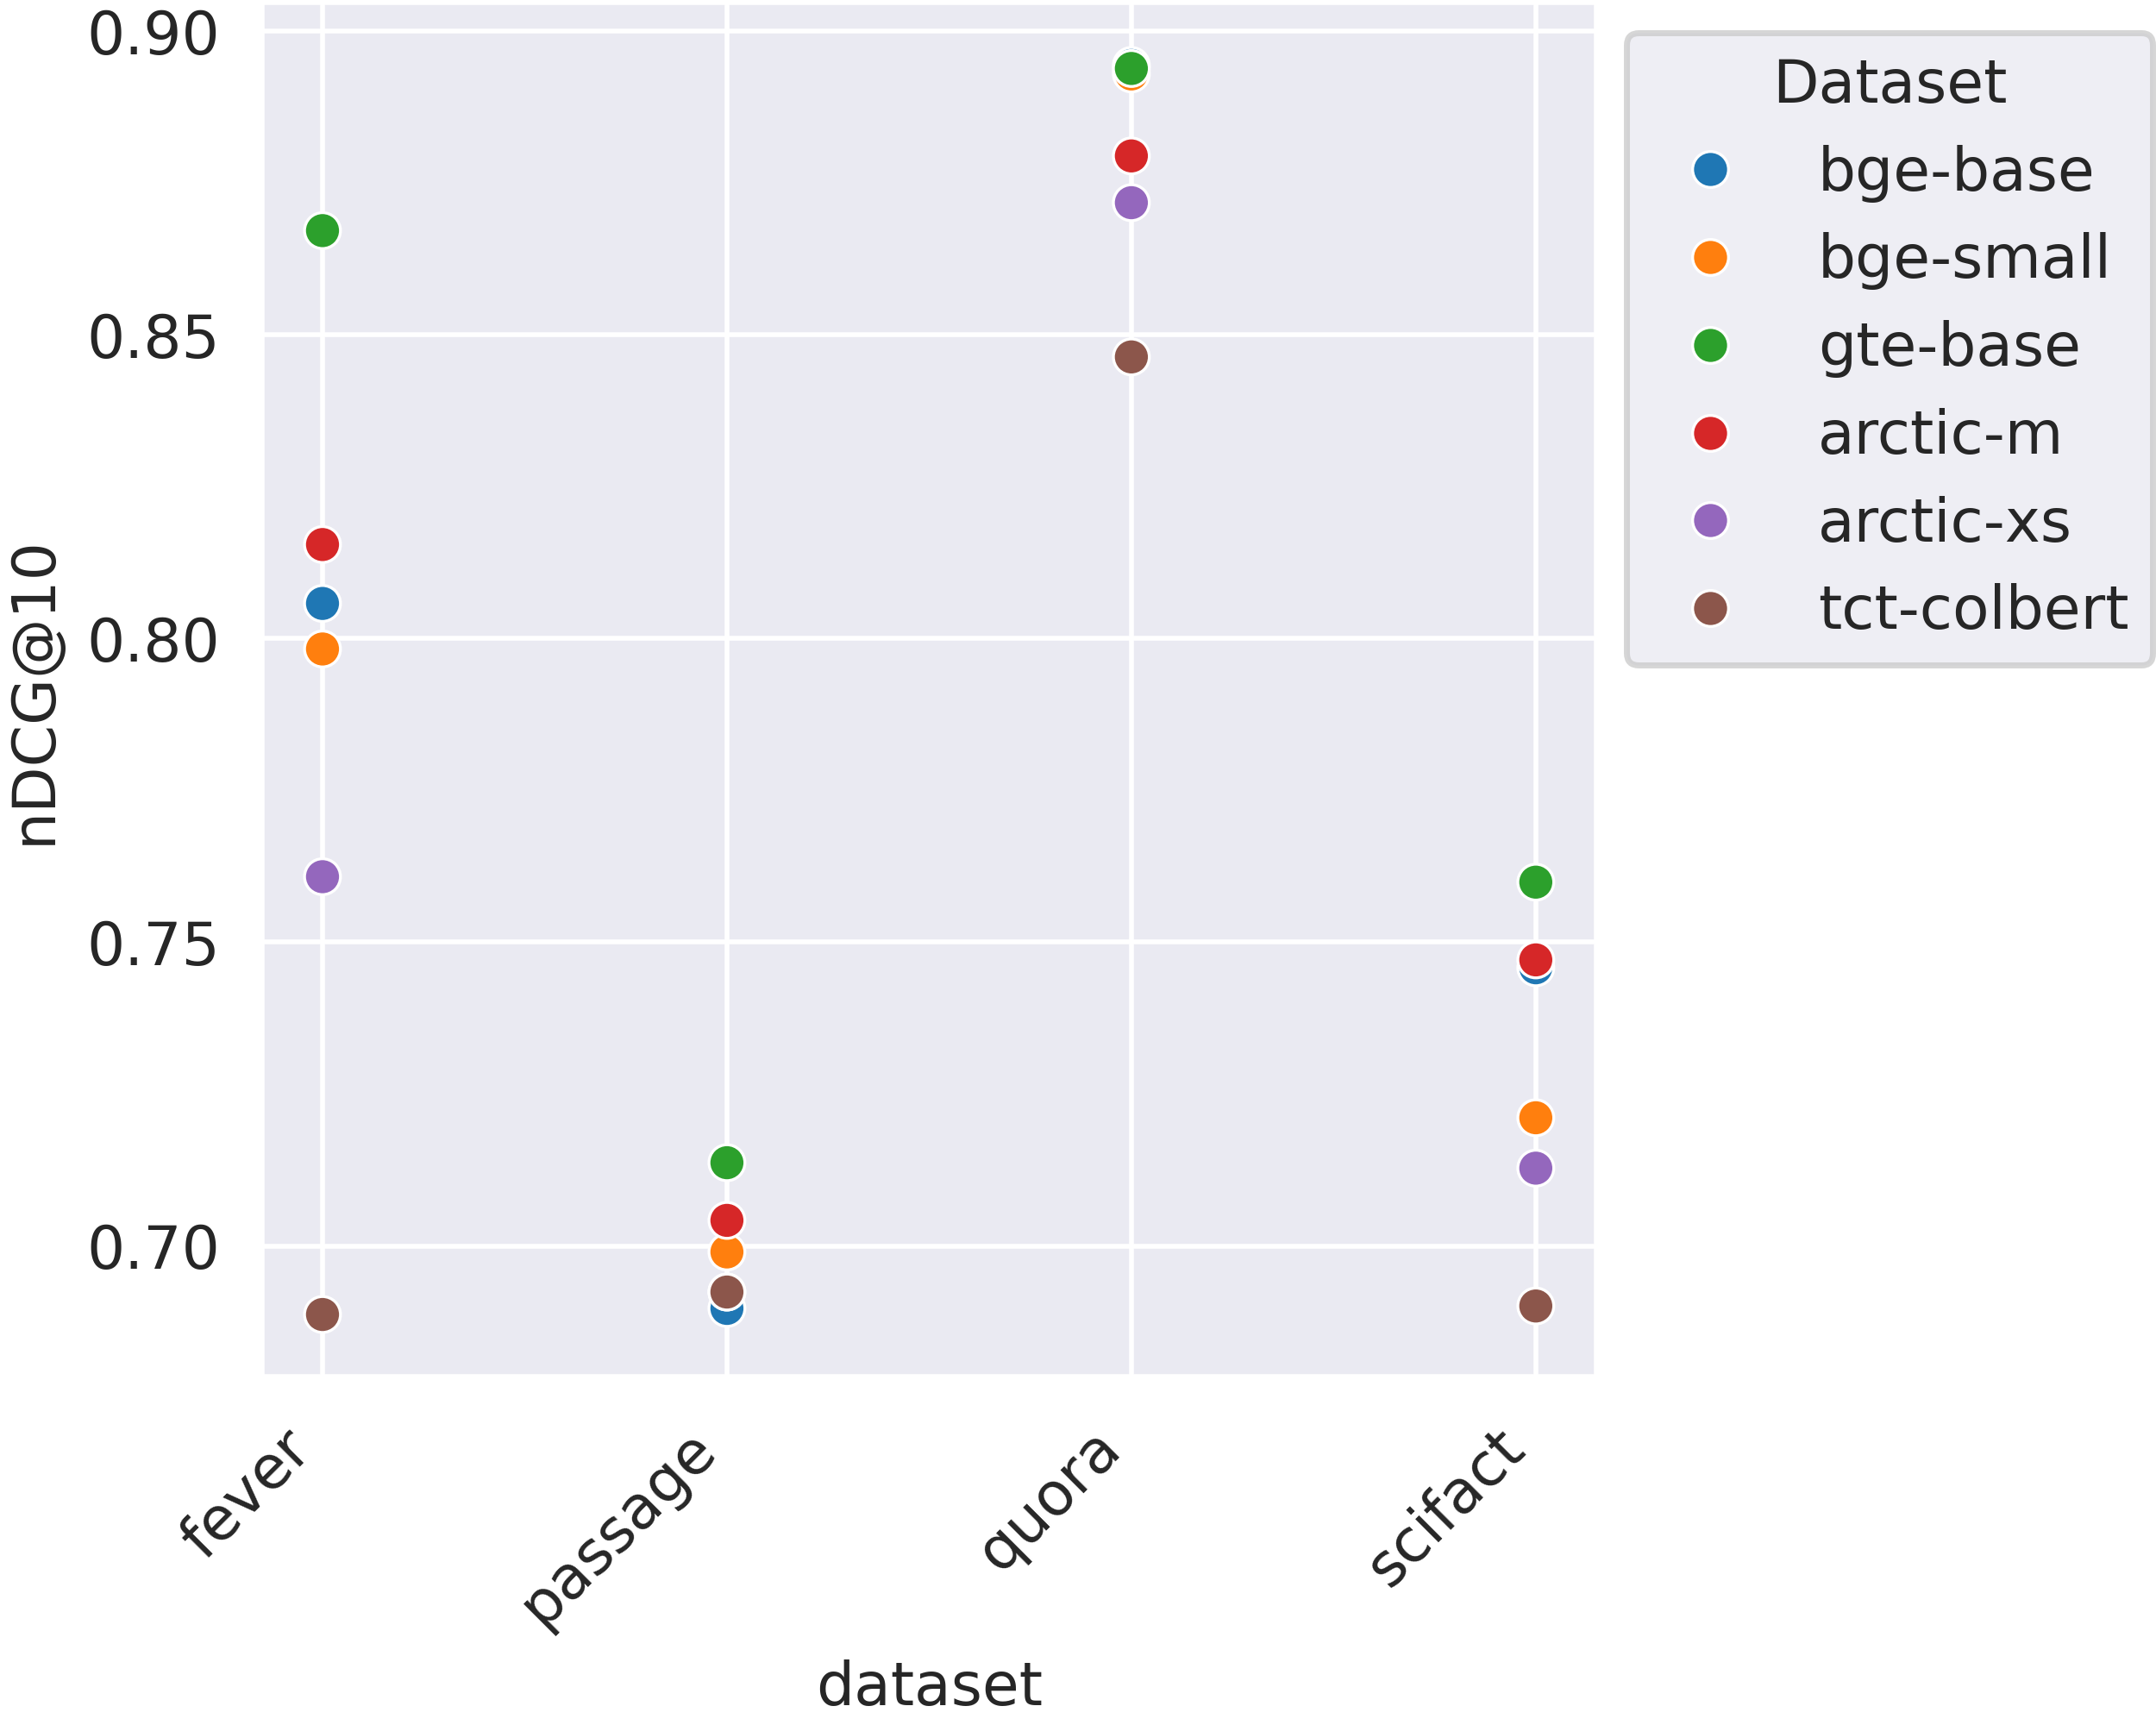 nDCG@10
0.90
0.85
0.80
0.75
0.70
fever
passage
quora
scifact
dataset
Dataset
bge-base
bge-small
gte-base
arctic-m
arctic-xs
tct-colbert